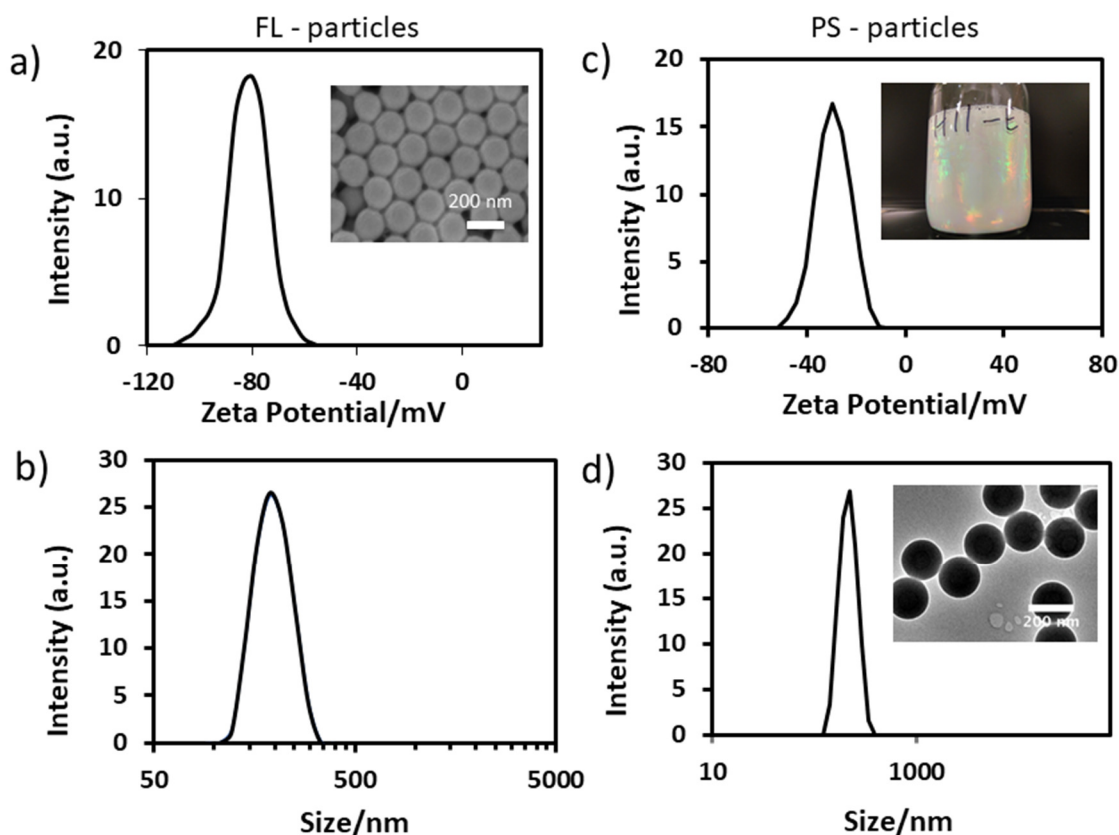 FL - particles
PS - particles
a)
20
10
0
Intensity (a.u.)
200 nm
-120
-80
-40
0
Zeta Potential/mV
c)
20
15
10
5
0
Intensity (a.u.)
-80
-40
0
40
80
Zeta Potential/mV
b)
30
25
20
15
10
5
0
Intensity (a.u.)
50
500
5000
Size/nm
d)
30
25
20
15
10
5
0
Intensity (a.u.)
200 nm
10
1000
Size/nm